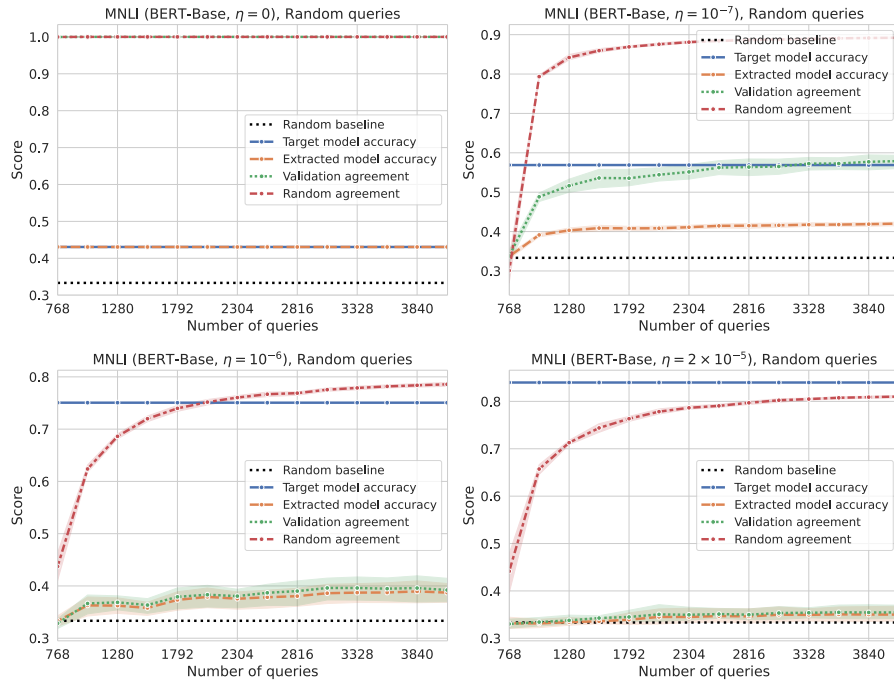 MNLI (BERT-Base, η = 0), Random queries
1.0
0.9
0.8
0.7
0.6
0.5
0.4
0.3
Score
Random baseline
Target model accuracy
Extracted model accuracy
Validation agreement
Random agreement
768 1280 1792 2304 2816 3328 3840
Number of queries
MNLI (BERT-Base, η = 10⁻⁷), Random queries
0.9
0.8
0.7
0.6
0.5
0.4
0.3
Score
Random baseline
Target model accuracy
Extracted model accuracy
Validation agreement
Random agreement
768 1280 1792 2304 2816 3328 3840
Number of queries
MNLI (BERT-Base, η = 10⁻⁶), Random queries
0.8
0.7
0.6
0.5
0.4
0.3
Score
Random baseline
Target model accuracy
Extracted model accuracy
Validation agreement
Random agreement
768 1280 1792 2304 2816 3328 3840
Number of queries
MNLI (BERT-Base, η = 2 × 10⁻⁵), Random queries
0.8
0.7
0.6
0.5
0.4
0.3
Score
Random baseline
Target model accuracy
Extracted model accuracy
Validation agreement
Random agreement
768 1280 1792 2304 2816 3328 3840
Number of queries